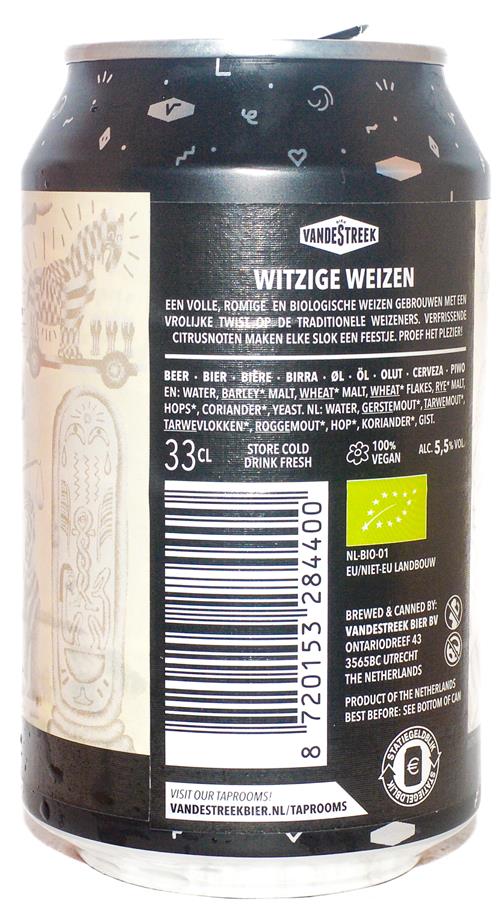 BIER
VANDESTREEK
WITZIGE WEIZEN
EEN VOLLE, ROMIGE EN BIOLOGISCHE WEIZEN GEBROUWEN MET EEN
VROLIJKE TWIST OP DE TRADITIONELE WEIZENERS. VERFRISSENDE
CITRUSNOTEN MAKEN ELKE SLOK EEN FEESTJE. PROEF HET PLEZIER!
BEER · BIER · BIÈRE · BIRRA · ØL · ÖL · OLUT · CERVEZA · PIWO
EN: WATER, BARLEY* MALT, WHEAT* MALT, WHEAT* FLAKES, RYE* MALT,
HOPS*, CORIANDER*, YEAST. NL: WATER, GERSTEMOUT*, TARWEMOUT*,
TARWEVLOKKEN*, ROGGEMOUT*, HOP*, KORIANDER*, GIST.
33CL
STORE COLD
DRINK FRESH
100%
VEGAN
ALC. 5,5% VOL.
NL-BIO-01
EU/NIET-EU LANDBOUW
8 720153 284400
BREWED & CANNED BY:
VANDESTREEK BIER BV
ONTARIODREEF 43
3565BC UTRECHT
THE NETHERLANDS
PRODUCT OF THE NETHERLANDS
BEST BEFORE: SEE BOTTOM OF CAN
STATIEGELDBLIK
€
STATIEGELDBLIK
STATIEGELDBLIK
VISIT OUR TAPROOMS!
VANDESTREEKBIER.NL/TAPROOMS